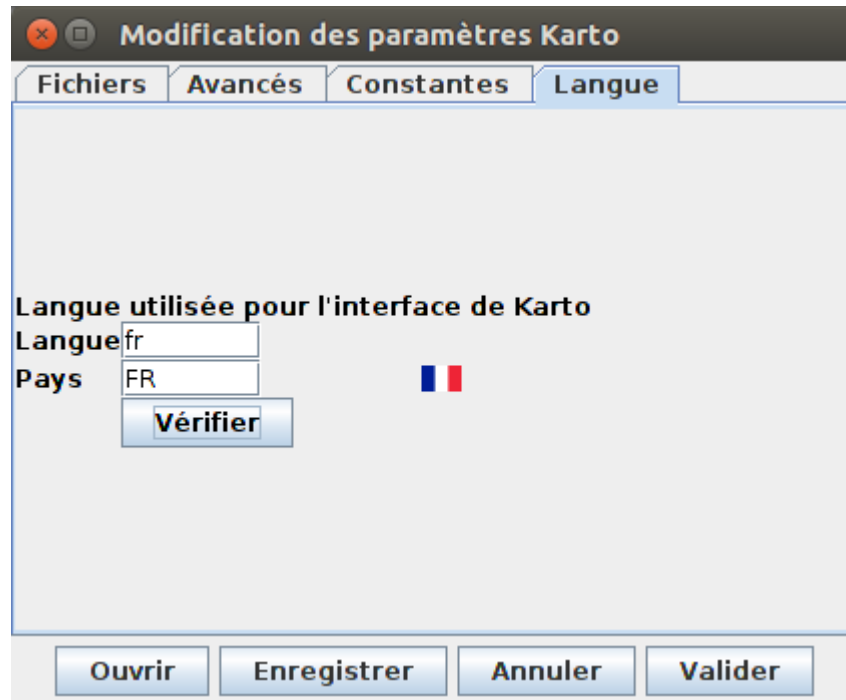 Modification des paramètres Karto
Fichiers Avancés Constantes Langue
Langue utilisée pour l'interface de Karto
Langue fr
Pays FR
Vérifier
Ouvrir Enregistrer Annuler Valider